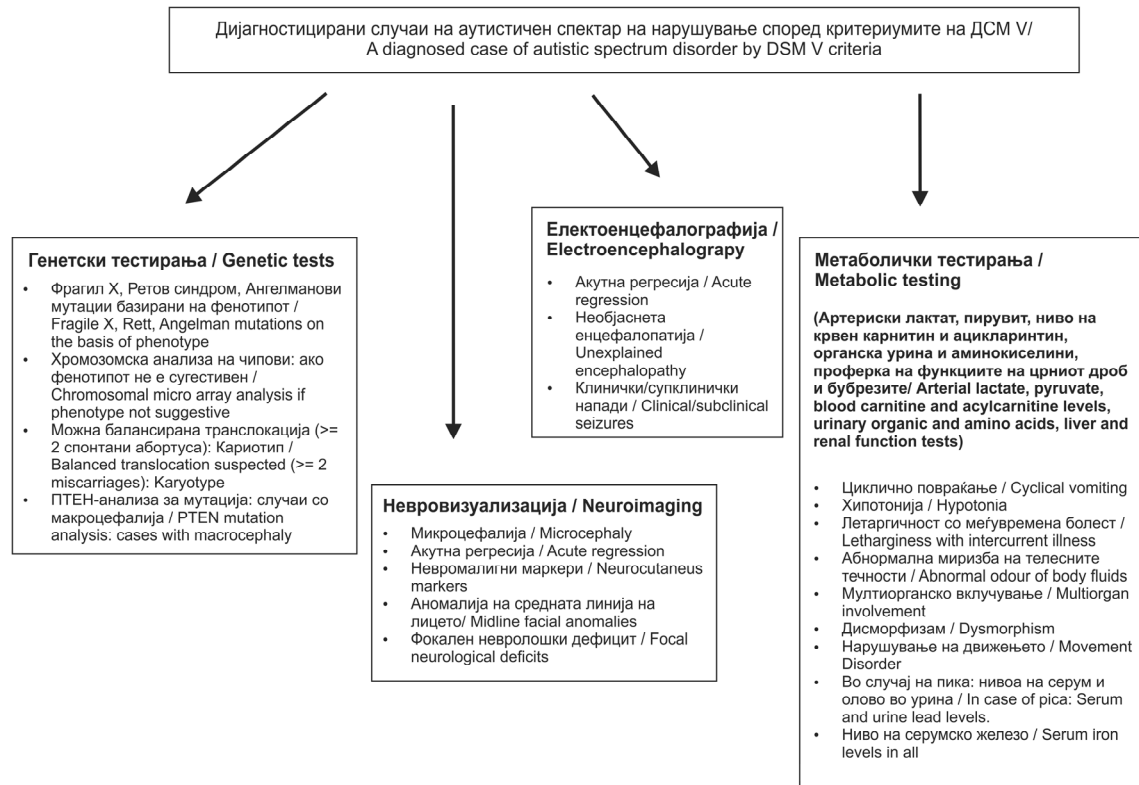 Дијагностицирани случаи на аутистичен спектар на нарушување според критериумите на ДСМ V/
A diagnosed case of autistic spectrum disorder by DSM V criteria
Генетски тестирања / Genetic tests
• Фрагил X, Ретов синдром, Ангелманови
мутации базирани на фенотипот /
Fragile X, Rett, Angelman mutations on
the basis of phenotype
• Хромозомска анализа на чипови: ако
фенотипот не е сугестивен /
Chromosomal micro array analysis if
phenotype not suggestive
• Можна балансирана транслокација (>=
2 спонтани абортуса): Кариотип /
Balanced translocation suspected (>= 2
miscarriages): Karyotype
• ПТЕН-анализа за мутација: случаи со
макроцефалија / PTEN mutation
analysis: cases with macrocephaly
Невровизуализација / Neuroimaging
• Микроцефалија / Microcephaly
• Акутна регресија / Acute regression
• Невромалигни маркери / Neurocutaneus
markers
• Аномалија на средната линија на
лицето/ Midline facial anomalies
• Фокален невролошки дефицит / Focal
neurological deficits
Електоенцефалографија /
Electroencephalograpy
• Акутна регресија / Acute
regression
• Необјаснета
енцефалопатија /
Unexplained
encephalopathy
• Клинички/супклинички
напади / Clinical/subclinical
seizures
Метаболички тестирања /
Metabolic testing
(Артериски лактат, пирувит, ниво на
крвен карнитин и ацикларинтин,
органска урина и аминокиселини,
проферка на функциите на црниот дроб
и бубрезите/ Arterial lactate, pyruvate,
blood carnitine and acylcarnitine levels,
urinary organic and amino acids, liver and
renal function tests)
• Циклично повраќање / Cyclical vomiting
• Хипотонија / Hypotonia
• Летаргичност со меѓувремена болест /
Letharginess with intercurrent illness
• Абнормална миризба на телесните
течности / Abnormal odour of body fluids
• Мултиорганско вклучување / Multiorgan
involvement
• Дисморфизам / Dysmorphism
• Нарушување на движењето / Movement
Disorder
• Во случај на пика: нивоа на серум и
олово во урина / In case of pica: Serum
and urine lead levels.
• Ниво на серумско железо / Serum iron
levels in all